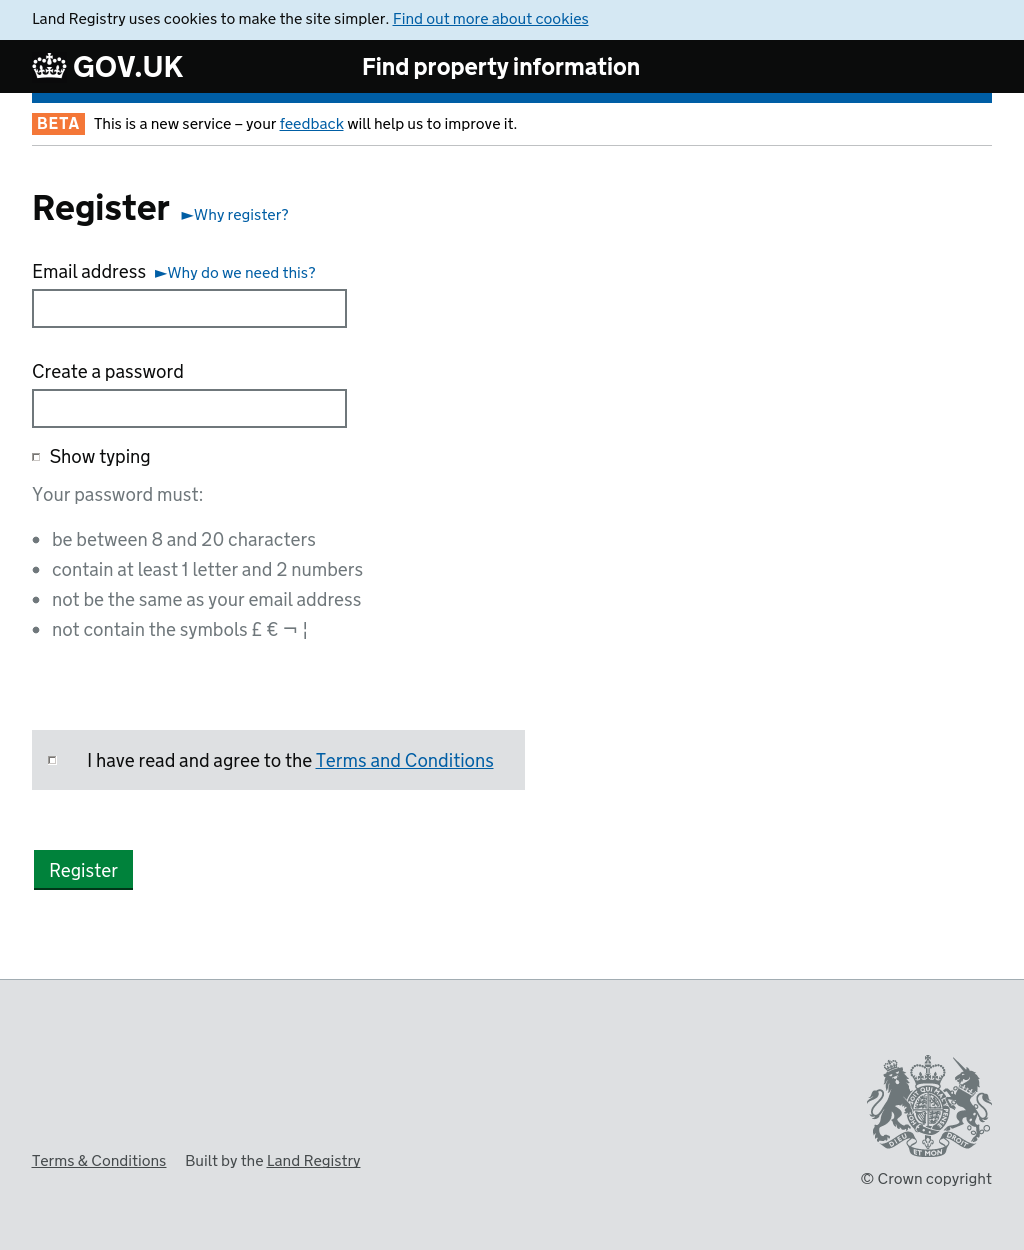 Land Registry uses cookies to make the site simpler. Find out more about cookies
GOV.UK
Find property information
BETA This is a new service – your feedback will help us to improve it.
Register ►Why register?
Email address ►Why do we need this?
Create a password
Show typing
Your password must:
• be between 8 and 20 characters
• contain at least 1 letter and 2 numbers
• not be the same as your email address
• not contain the symbols £ € ¬ ¦
I have read and agree to the Terms and Conditions
Register
DIEU ET MON DROIT
Terms & Conditions Built by the Land Registry
© Crown copyright